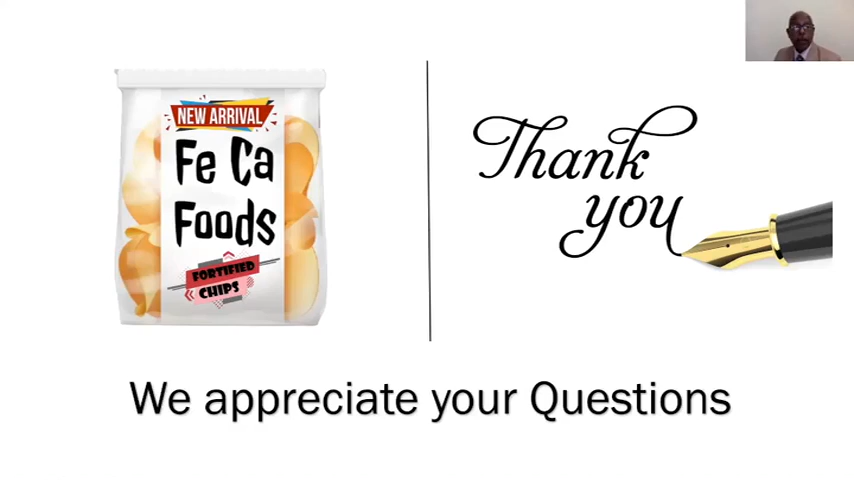 NEW ARRIVAL
Fe Ca
Foods
FORTIFIED
CHIPS
Thank
you
We appreciate your Questions